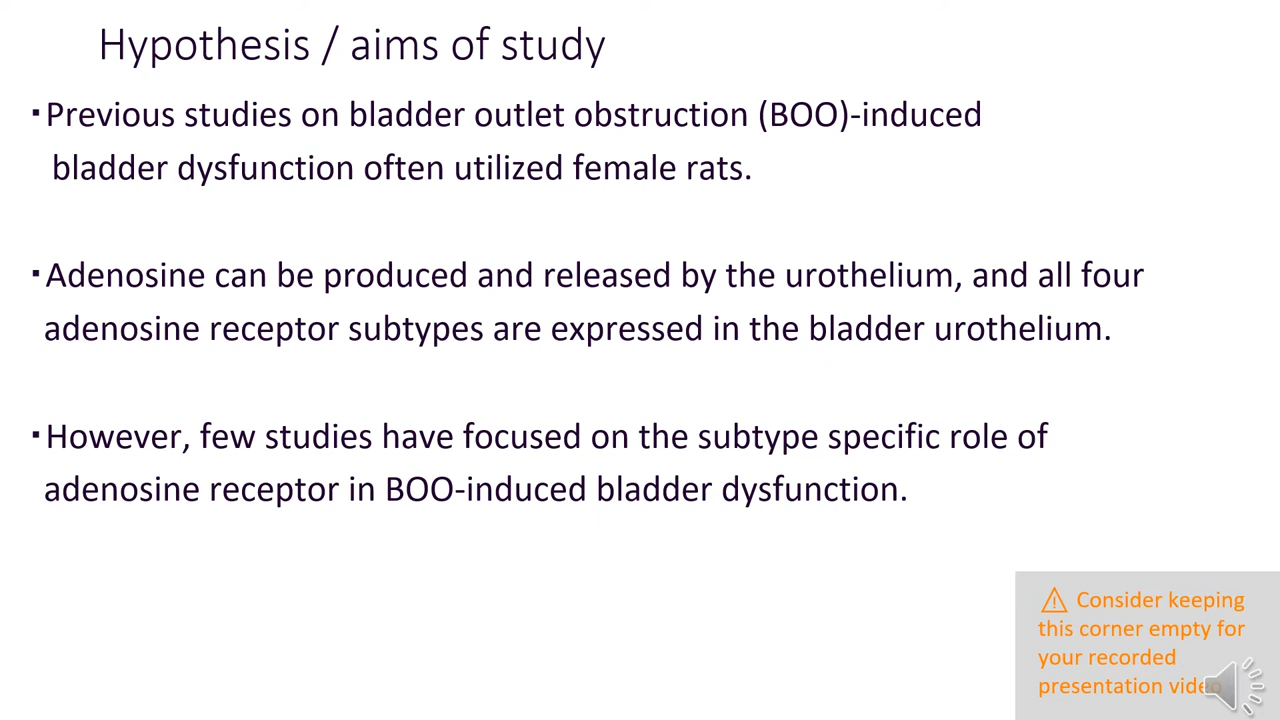 Hypothesis / aims of study
▪Previous studies on bladder outlet obstruction (BOO)-induced
bladder dysfunction often utilized female rats.
▪Adenosine can be produced and released by the urothelium, and all four
adenosine receptor subtypes are expressed in the bladder urothelium.
▪However, few studies have focused on the subtype specific role of
adenosine receptor in BOO-induced bladder dysfunction.
⚠ Consider keeping
this corner empty for
your recorded
presentation video